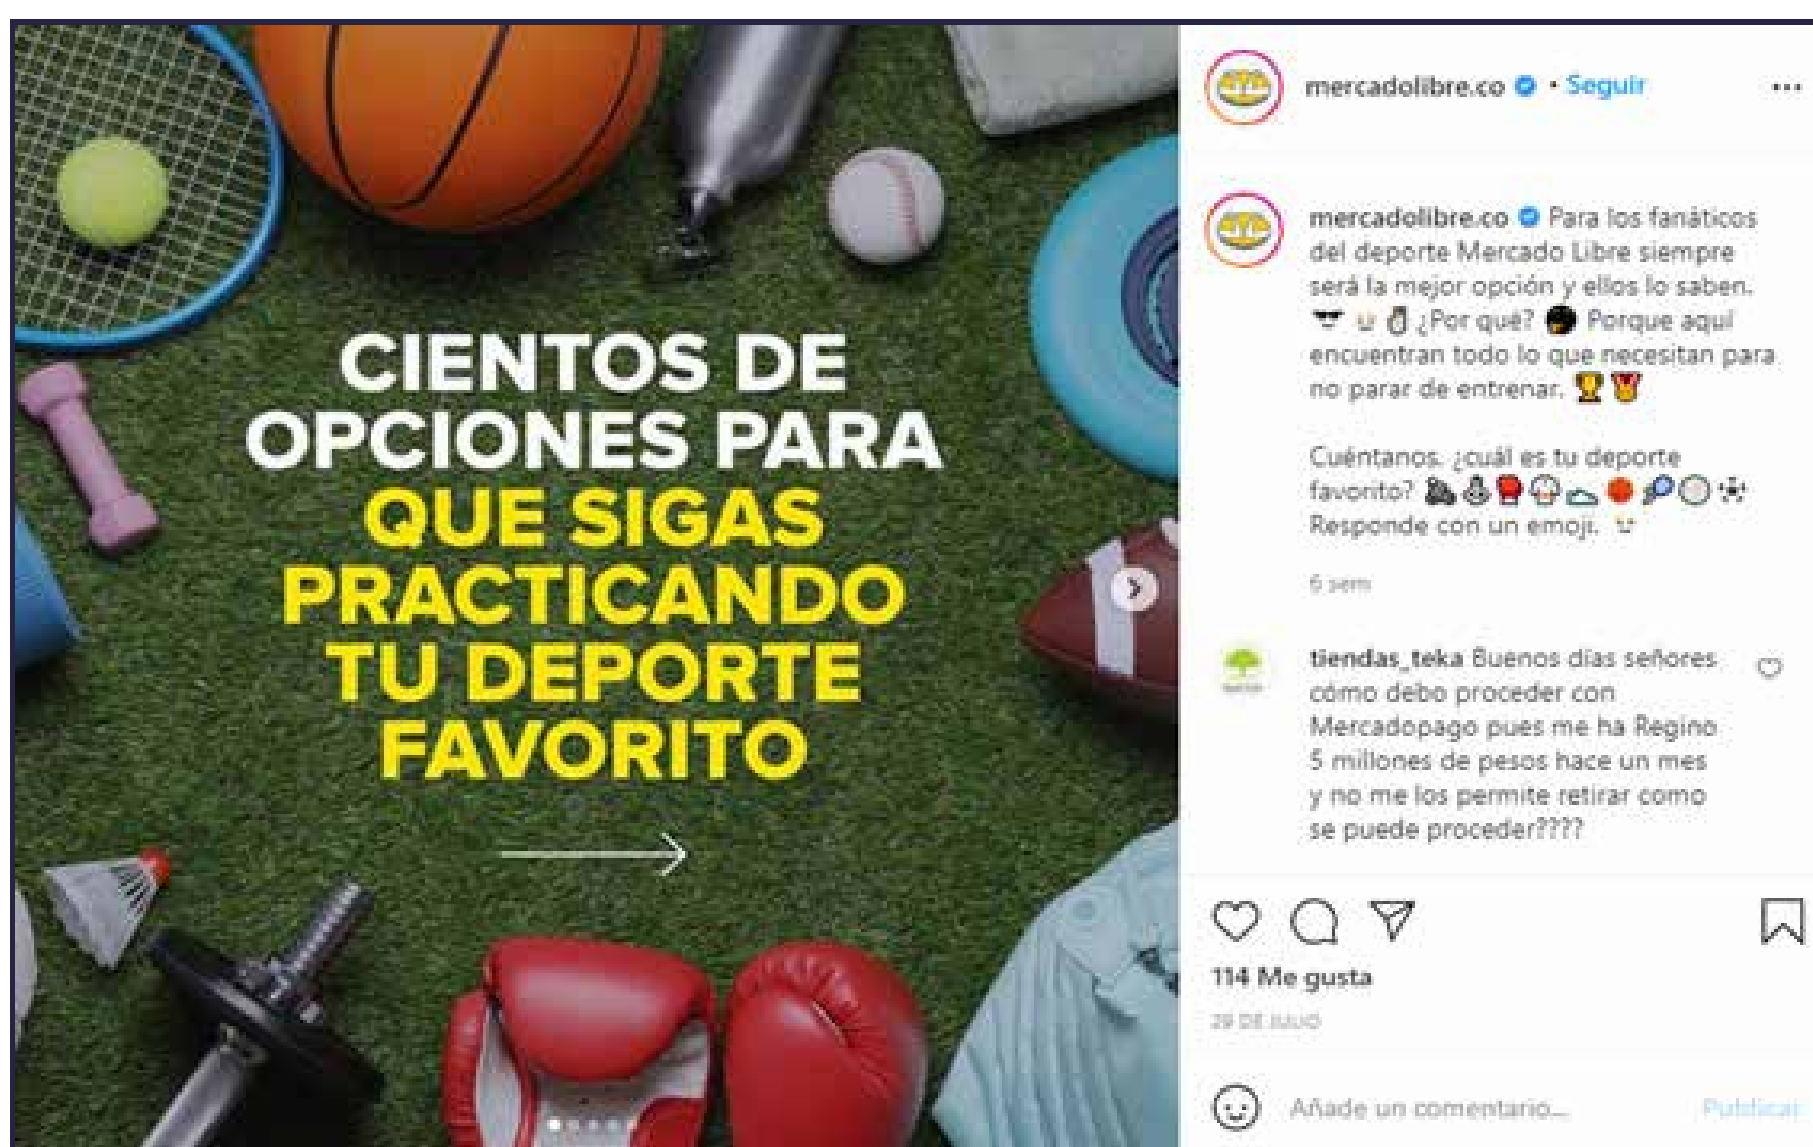 CIENTOS DE
OPCIONES PARA
QUE SIGAS
PRACTICANDO
TU DEPORTE
FAVORITO
mercadolibre.co • Seguir
mercadolibre.co Para los fanáticos
del deporte Mercado Libre siempre
será la mejor opción y ellos lo saben.
¿Por qué? Porque aquí
encuentran todo lo que necesitan para
no parar de entrenar.
Cuéntanos. ¿cuál es tu deporte
favorito?
Responde con un emoji.
6 sem
tiendas_teka Buenos días señores
cómo debo proceder con
Mercadopago pues me ha Regino
5 millones de pesos hace un mes
y no me los permite retirar como
se puede proceder????
114 Me gusta
29 DE JULIO
Añade un comentario...
Publicar